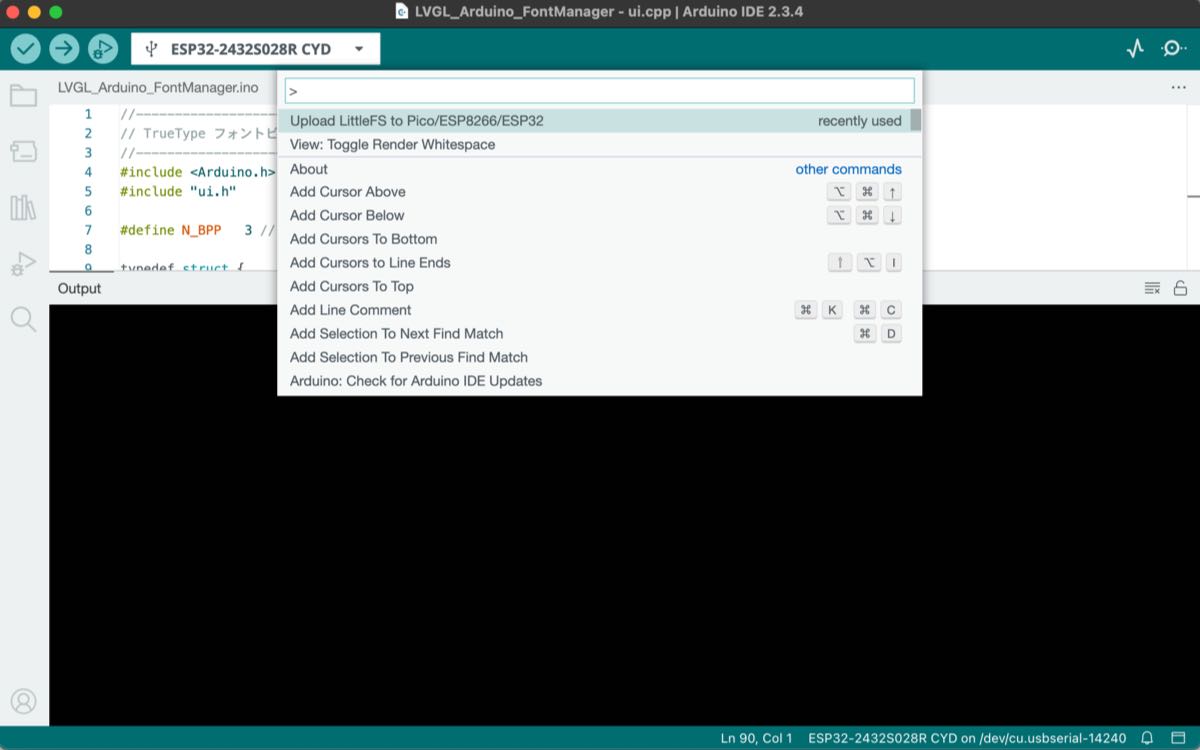 LVGL_Arduino_FontManager - ui.cpp | Arduino IDE 2.3.4
ESP32-2432S028R CYD
LVGL_Arduino_FontManager.ino
>
Upload LittleFS to Pico/ESP8266/ESP32 recently used
View: Toggle Render Whitespace
About other commands
Add Cursor Above ⌥ ⌘ ↑
Add Cursor Below ⌥ ⌘ ↓
Add Cursors To Bottom
Add Cursors to Line Ends ⇧ ⌥ I
Add Cursors To Top
Add Line Comment ⌘ K ⌘ C
Add Selection To Next Find Match ⌘ D
Add Selection To Previous Find Match
Arduino: Check for Arduino IDE Updates
1 //--------------------
2 // TrueType フォントビ
3 //--------------------
4 #include <Arduino.h>
5 #include "ui.h"
6
7 #define N_BPP 3 //
8
9 typedef struct {
Output
Ln 90, Col 1 ESP32-2432S028R CYD on /dev/cu.usbserial-14240